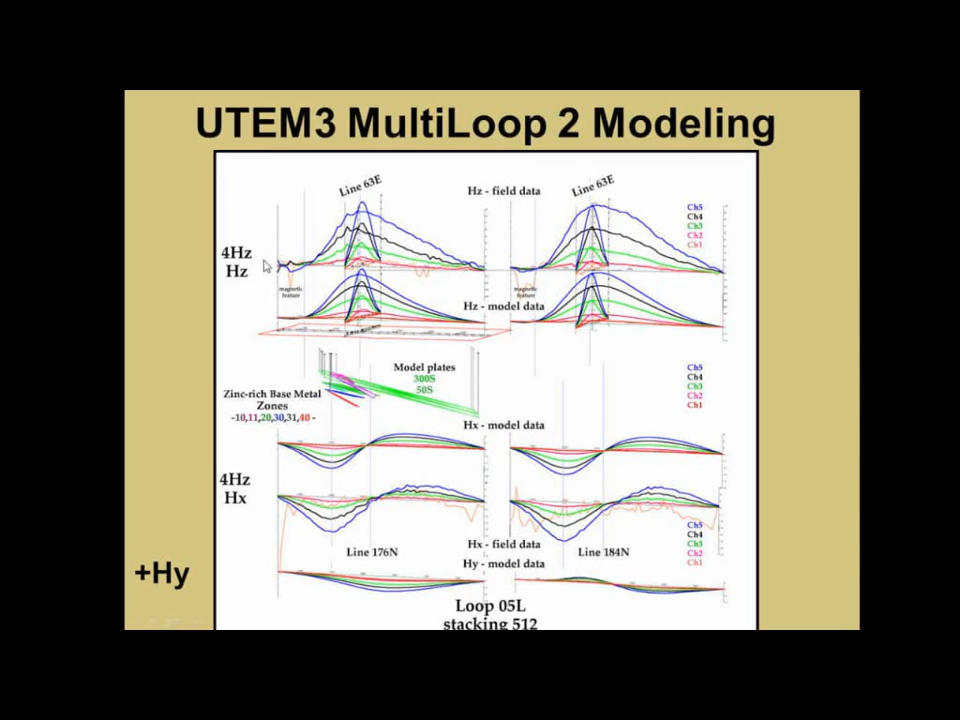 UTEM3 MultiLoop 2 Modeling
Line 63E
Hz - field data
Line 63E
Ch5
Ch4
Ch3
Ch2
Ch1
4Hz
Hz
magnetic
feature
magnetic
feature
Hz - model data
Model plates
300S
50S
Ch5
Ch4
Ch3
Ch2
Ch1
Zinc-rich Base Metal
Zones
-10,11,20,30,31,40 -
Hx - model data
4Hz
Hx
Hx - field data
Line 176N
Line 184N
Ch5
Ch4
Ch3
Ch2
Ch1
Hy - model data
+Hy
Loop 05L
stacking 512